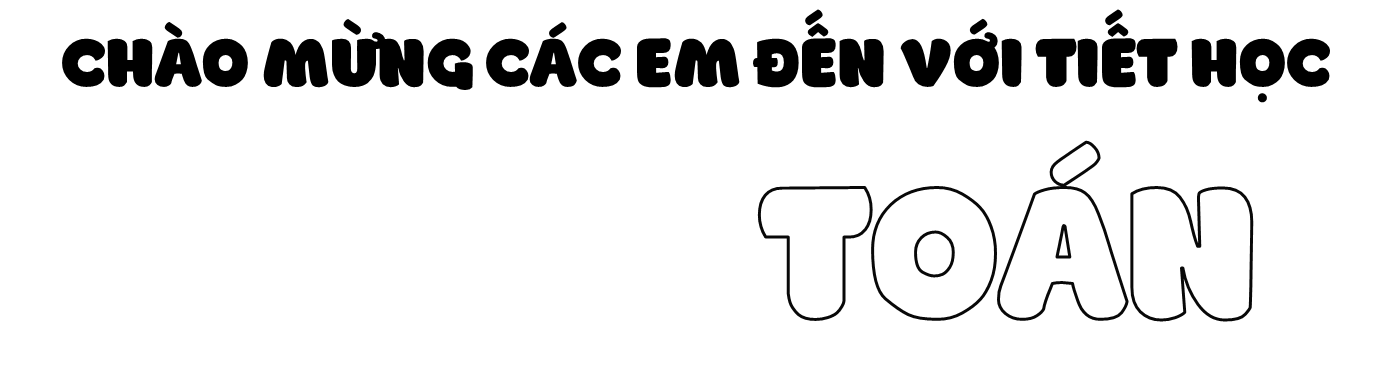 CHÀO MỪNG CÁC EM ĐẾN VỚI TIẾT HỌC
TOÁN